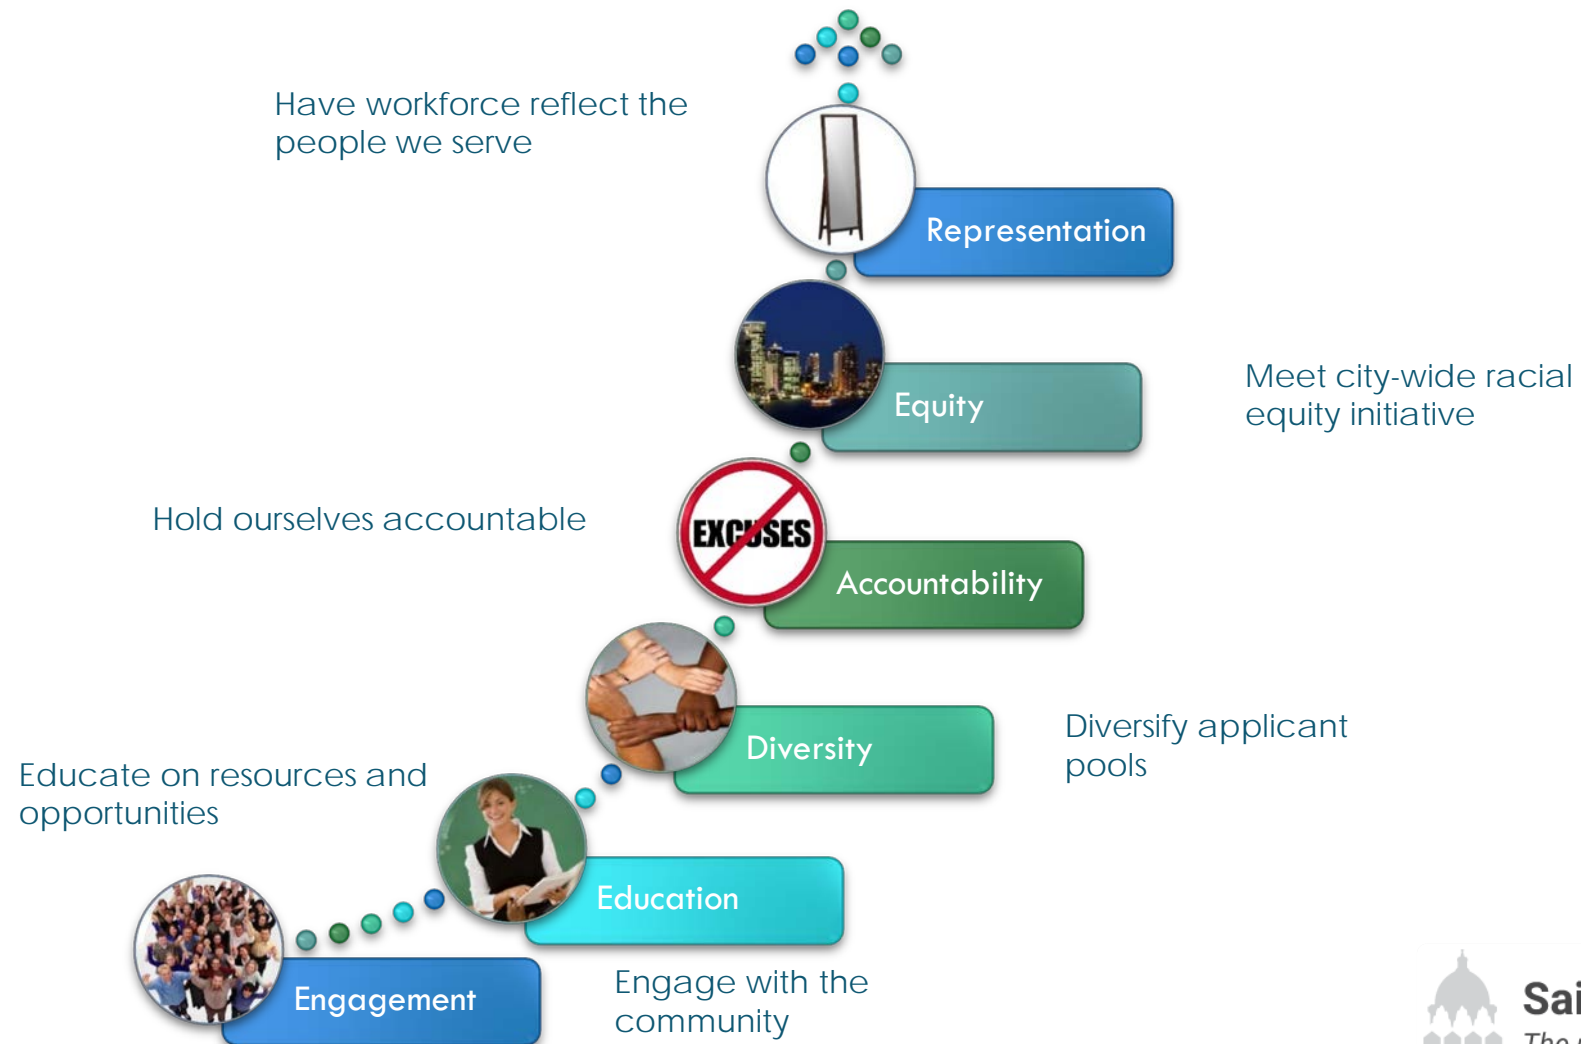 Have workforce reflect the
people we serve
Representation
Equity
Meet city-wide racial
equity initiative
Hold ourselves accountable
EXCUSES
Accountability
Diversity
Diversify applicant
pools
Educate on resources and
opportunities
Education
Engagement
Engage with the
community